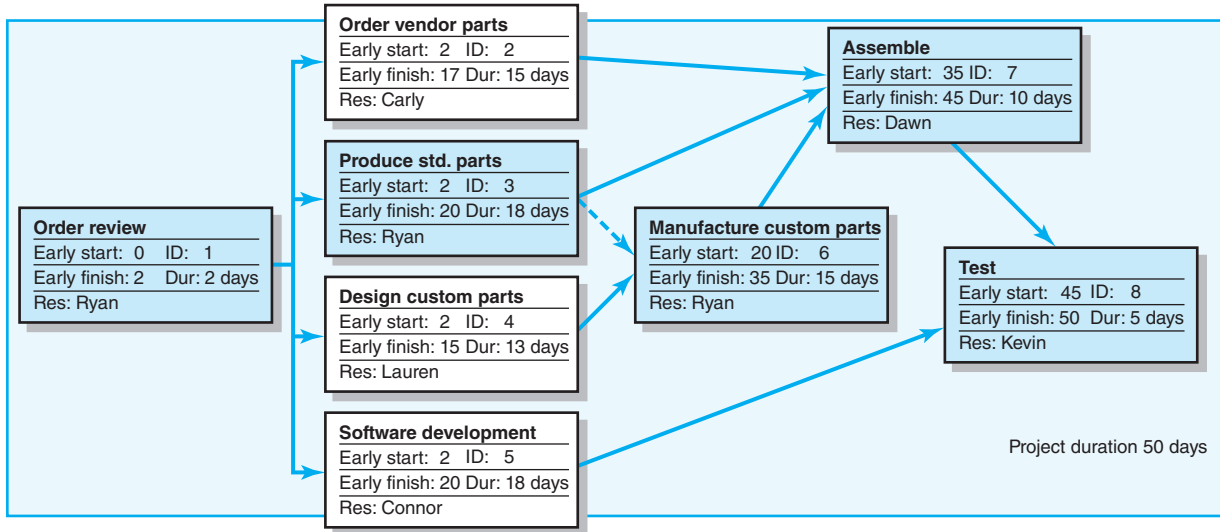 Order vendor parts
Early start: 2 ID: 2
Early finish: 17 Dur: 15 days
Res: Carly
Assemble
Early start: 35 ID: 7
Early finish: 45 Dur: 10 days
Res: Dawn
Produce std. parts
Early start: 2 ID: 3
Early finish: 20 Dur: 18 days
Res: Ryan
Order review
Early start: 0 ID: 1
Early finish: 2 Dur: 2 days
Res: Ryan
Manufacture custom parts
Early start: 20 ID: 6
Early finish: 35 Dur: 15 days
Res: Ryan
Test
Early start: 45 ID: 8
Early finish: 50 Dur: 5 days
Res: Kevin
Design custom parts
Early start: 2 ID: 4
Early finish: 15 Dur: 13 days
Res: Lauren
Software development
Early start: 2 ID: 5
Early finish: 20 Dur: 18 days
Res: Connor
Project duration 50 days